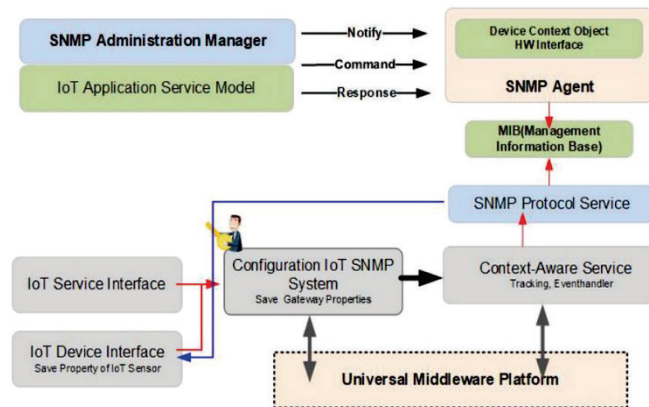 SNMP Administration Manager
IoT Application Service Model
Notify
Command
Response
Device Context Object
HW Interface
SNMP Agent
MIB(Management
Information Base)
SNMP Protocol Service
IoT Service Interface
Configuration IoT SNMP
System
Save Gateway Properties
Context-Aware Service
Tracking, Eventhandler
IoT Device Interface
Save Property of IoT Sensor
Universal Middleware Platform